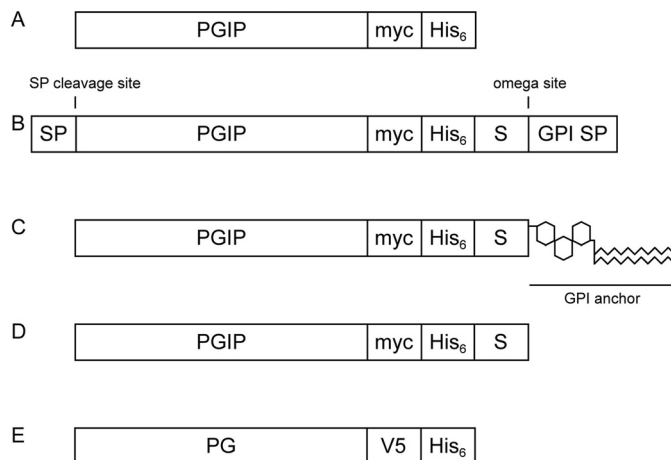 A
PGIP myc His₆
SP cleavage site omega site
B
SP PGIP myc His₆ S GPI SP
C
PGIP myc His₆ S
GPI anchor
D
PGIP myc His₆ S
E
PG V5 His₆